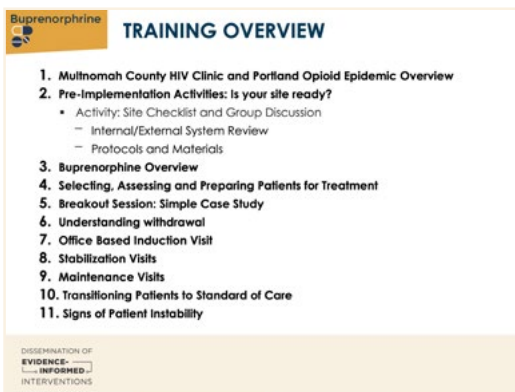 Buprenorphrine
TRAINING OVERVIEW
1. Multnomah County HIV Clinic and Portland Opioid Epidemic Overview
2. Pre-Implementation Activities: Is your site ready?
▪ Activity: Site Checklist and Group Discussion
– Internal/External System Review
– Protocols and Materials
3. Buprenorphine Overview
4. Selecting, Assessing and Preparing Patients for Treatment
5. Breakout Session: Simple Case Study
6. Understanding withdrawal
7. Office Based Induction Visit
8. Stabilization Visits
9. Maintenance Visits
10. Transitioning Patients to Standard of Care
11. Signs of Patient Instability
DISSEMINATION OF
EVIDENCE-
INFORMED
INTERVENTIONS